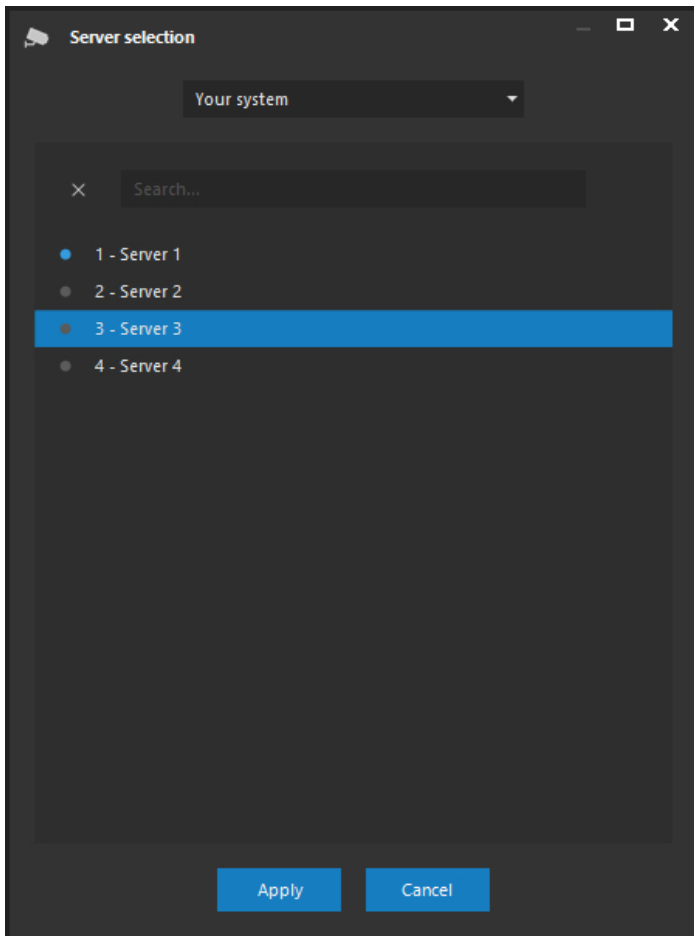 Server selection
Your system
Search...
1 - Server 1
2 - Server 2
3 - Server 3
4 - Server 4
Apply Cancel